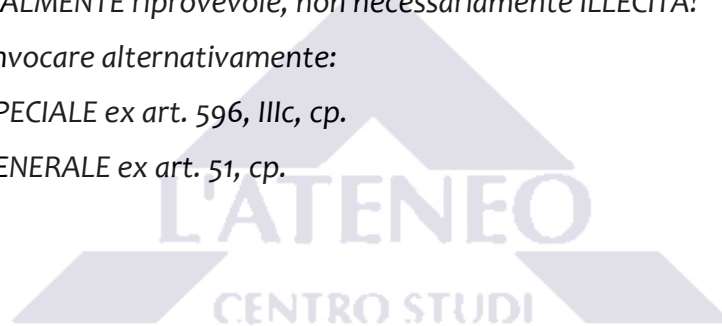 ALMENTE riprovevole, non necessariamente ILLECITA!
nvocare alternativamente:
PECIALE ex art. 596, IIIc, cp.
ENERALE ex art. 51, cp.
L'ATENEO
CENTRO STUDI